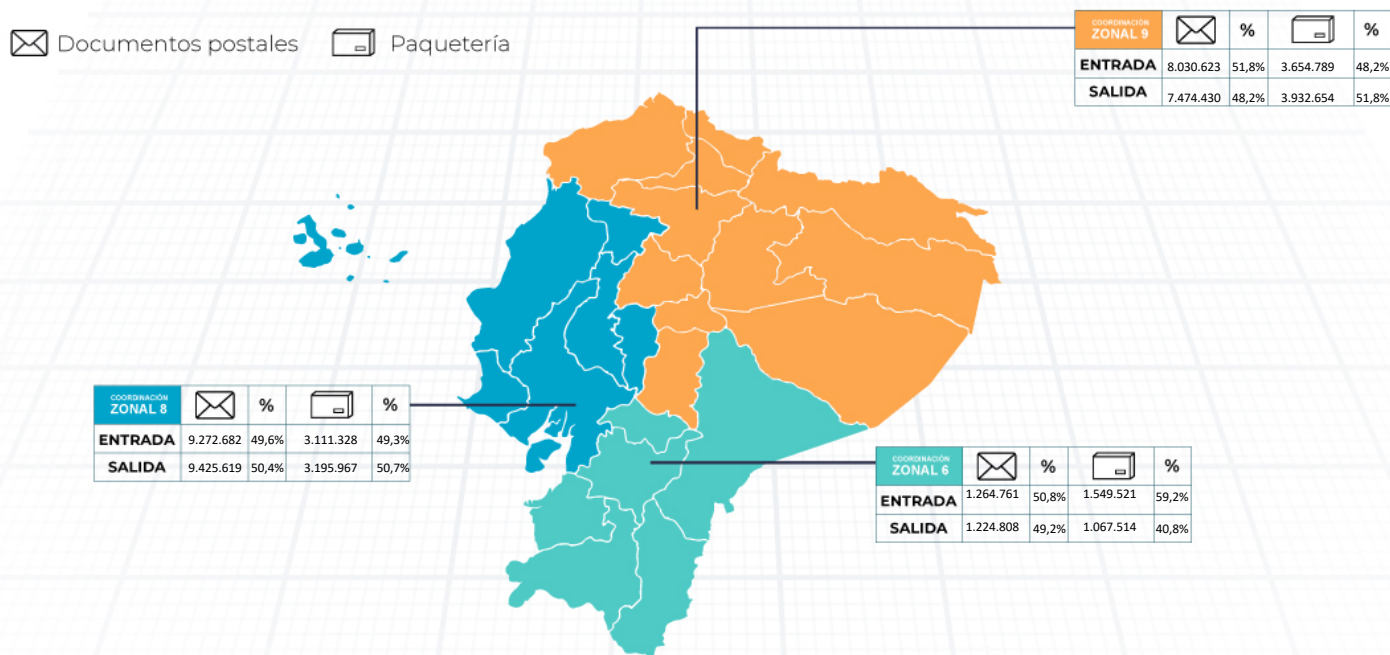 Documentos postales Paquetería
COORDINACIÓN
ZONAL 9 % %
ENTRADA 8.030.623 51,8% 3.654.789 48,2%
SALIDA 7.474.430 48,2% 3.932.654 51,8%
COORDINACIÓN
ZONAL 8 % %
ENTRADA 9.272.682 49,6% 3.111.328 49,3%
SALIDA 9.425.619 50,4% 3.195.967 50,7%
COORDINACIÓN
ZONAL 6 % %
ENTRADA 1.264.761 50,8% 1.549.521 59,2%
SALIDA 1.224.808 49,2% 1.067.514 40,8%